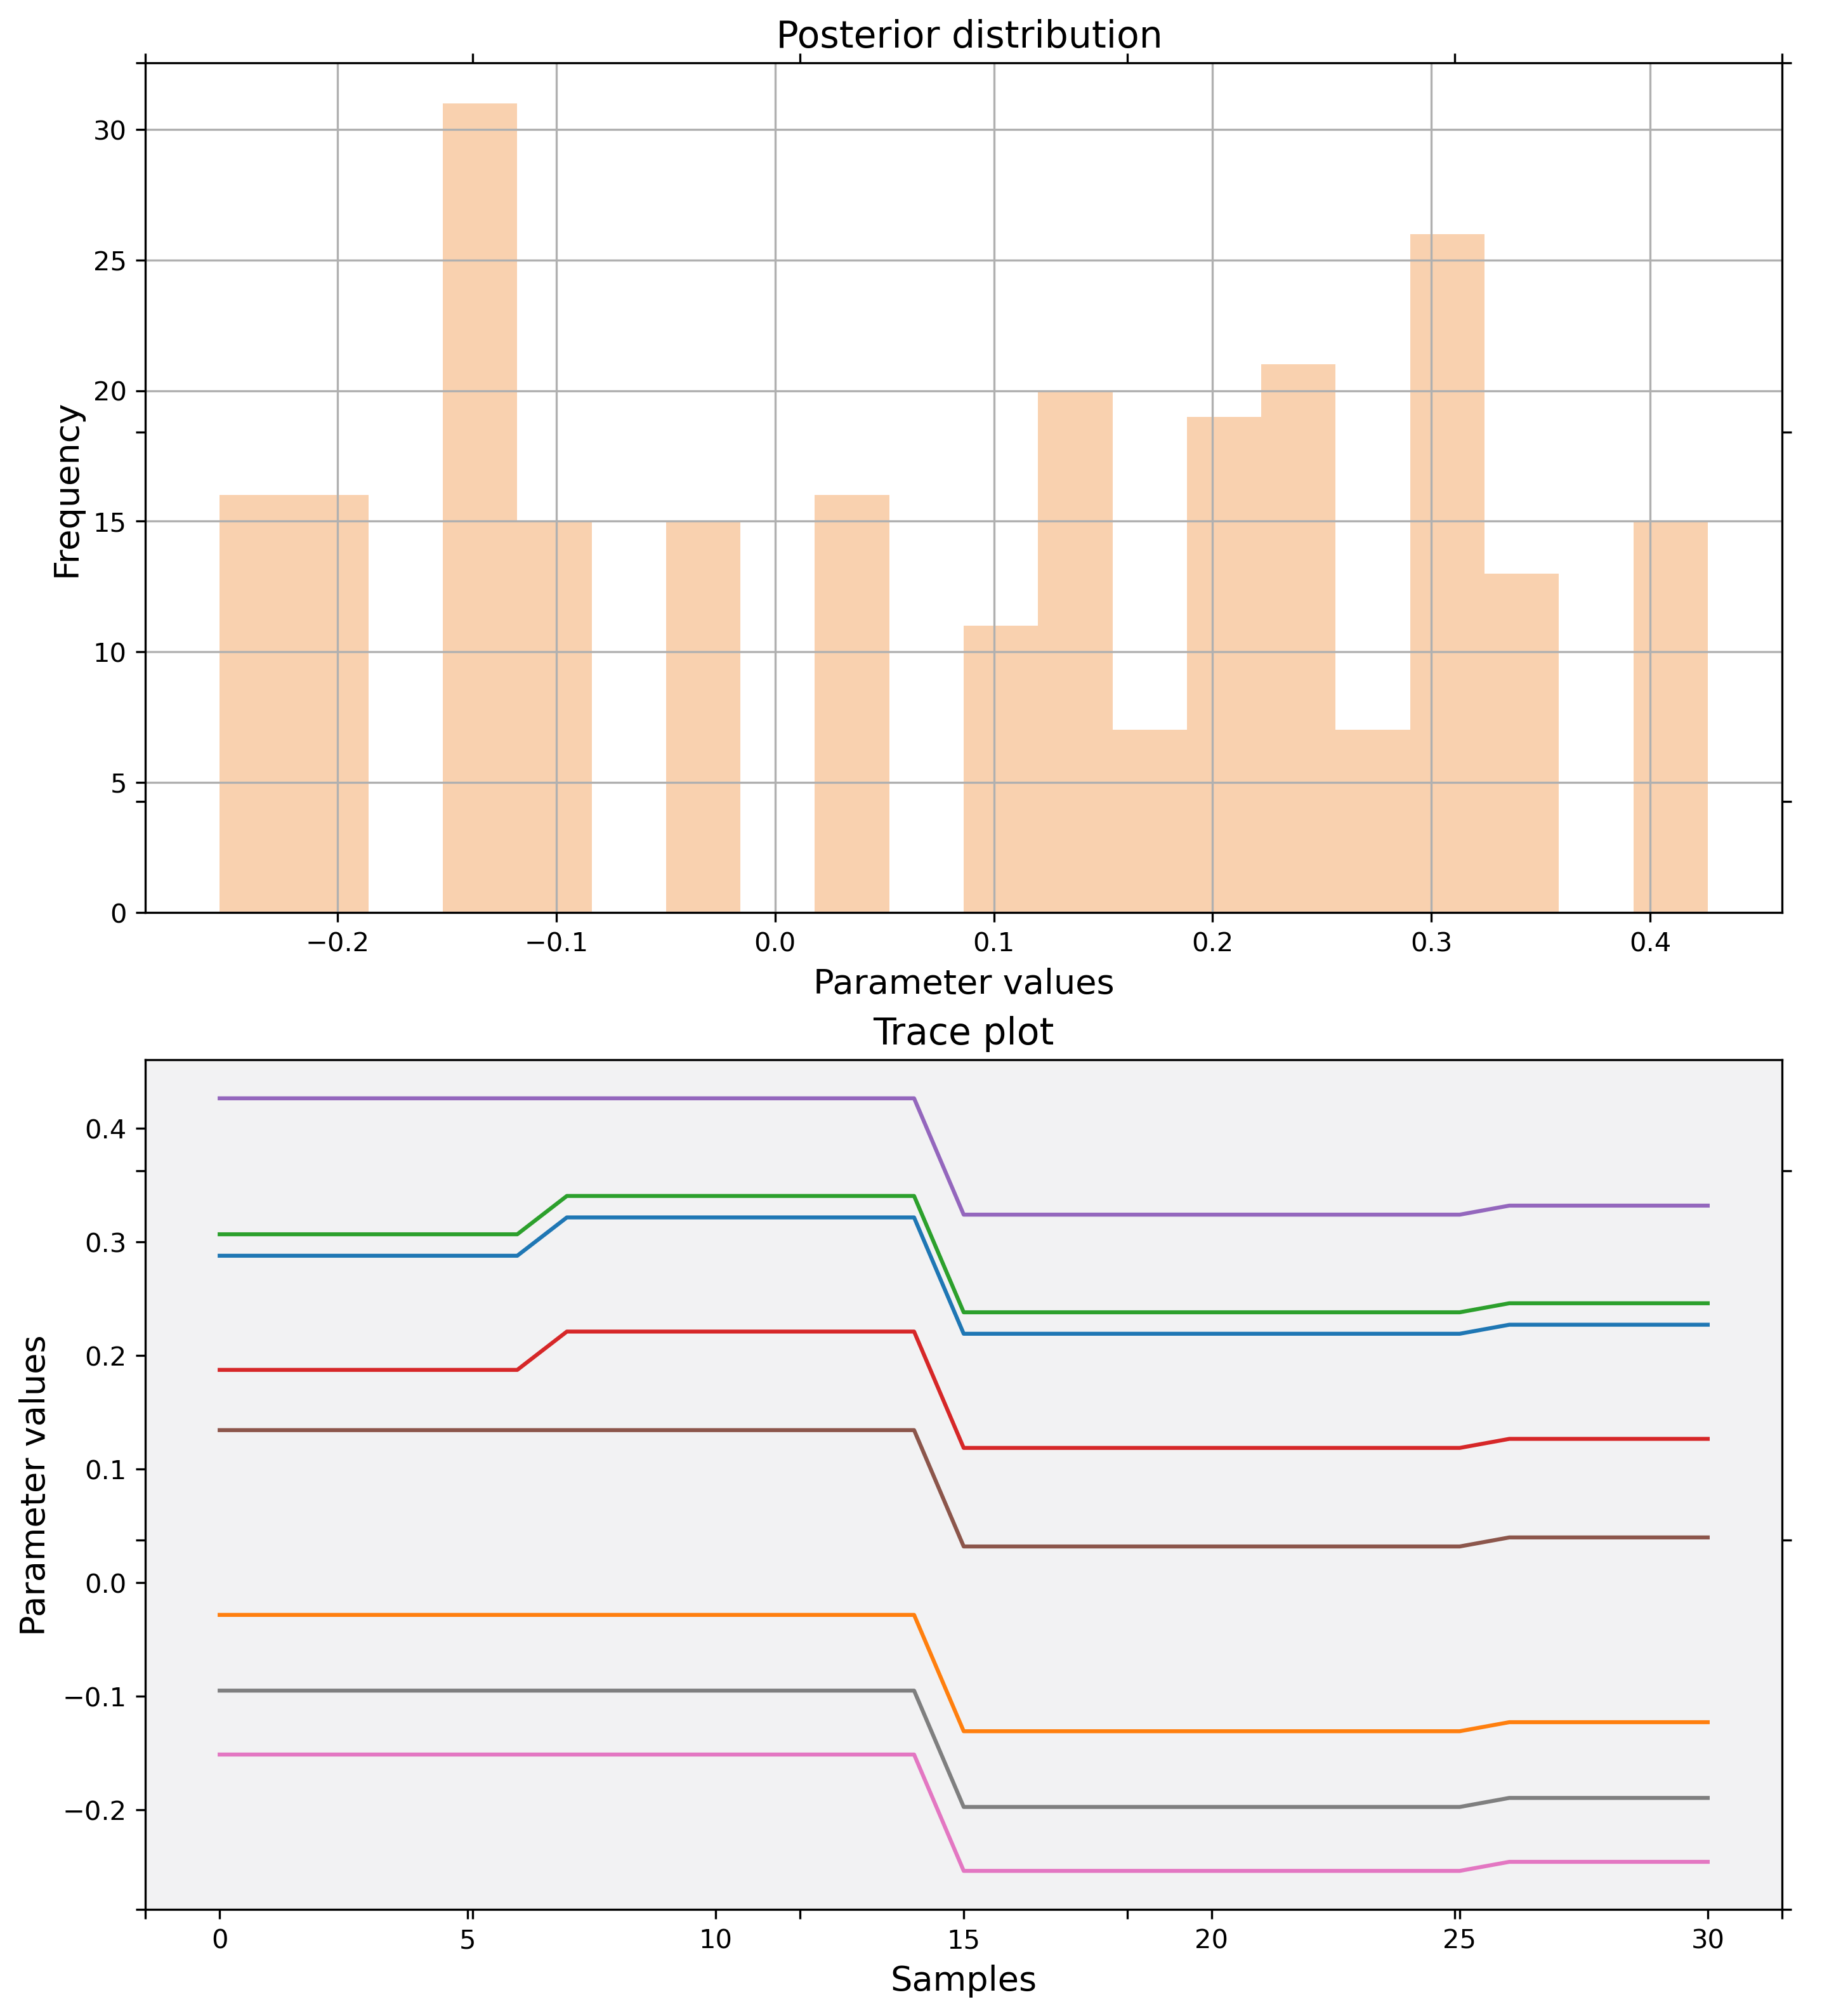 Posterior distribution
30
25
20
15
10
5
0
Frequency
−0.2 −0.1 0.0 0.1 0.2 0.3 0.4
Parameter values
Trace plot
0.4
0.3
0.2
0.1
0.0
−0.1
−0.2
Parameter values
0 5 10 15 20 25 30
Samples